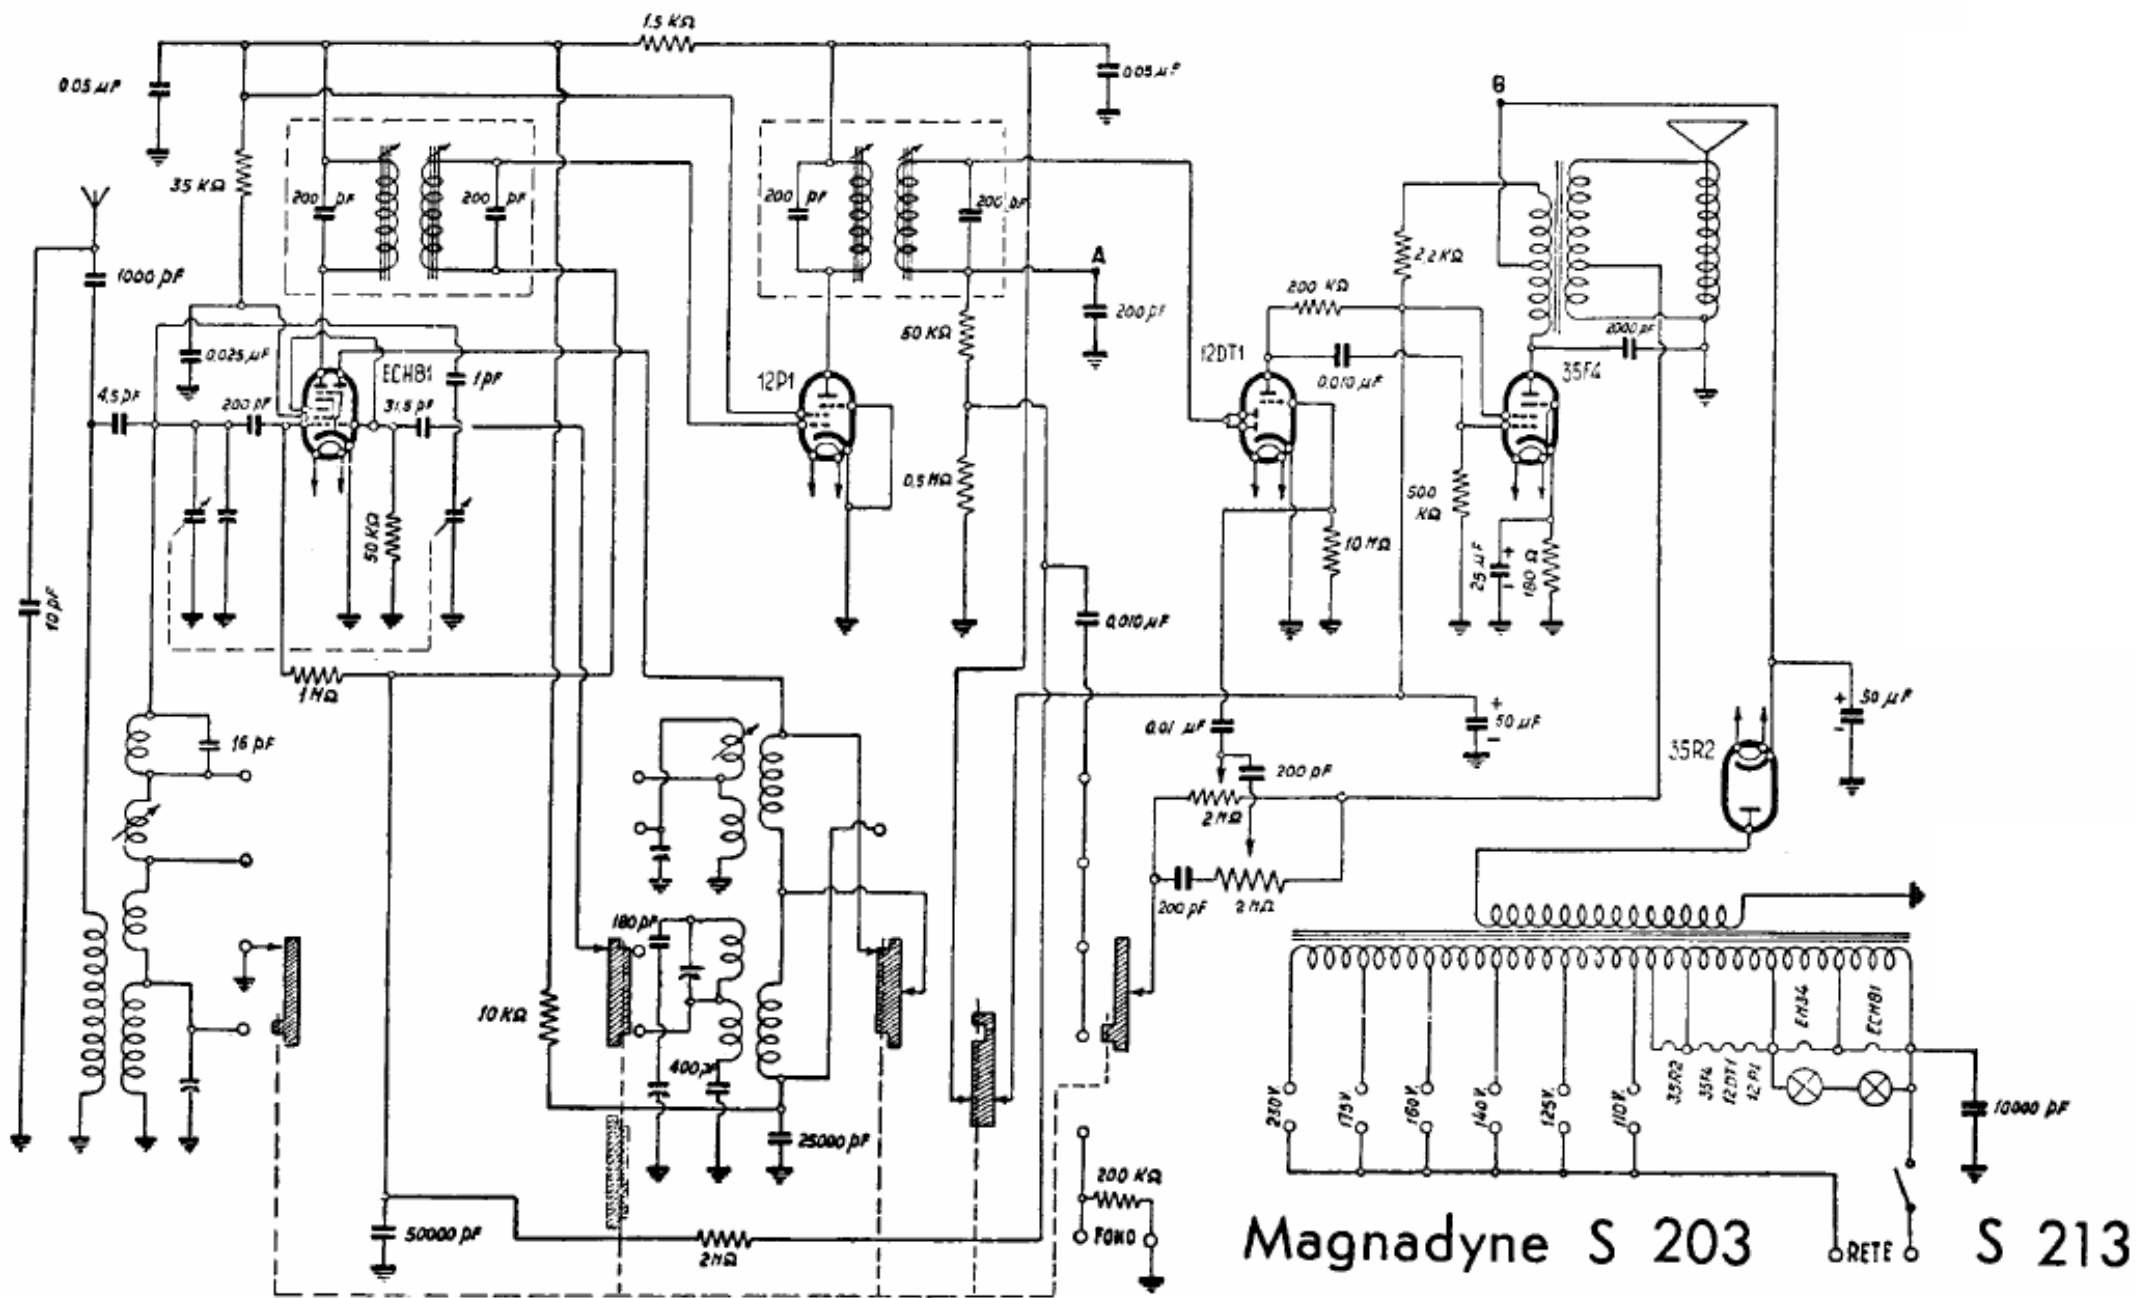 1.5 KΩ
0.05 µF
0.05 µF
B
35 KΩ
200 pF
200 pF
200 pF
200 pF
1000 pF
2,2 KΩ
A
200 KΩ
200 pF
50 KΩ
2000 pF
0.025 µF
ECH81
1 pF
12P1
12DT1
0.010 µF
35F4
4,5 pF
200 pF
31,5 pF
0,5 MΩ
500 KΩ
50 KΩ
10 MΩ
25 µF
180 Ω
10 pF
0,010 µF
1 MΩ
0.01 µF
50 µF
50 µF
16 pF
35R2
200 pF
2 MΩ
180 pF
200 pF
2 MΩ
10 KΩ
400 pF
EM34
ECH81
35R2
35F4
12DT1
12P1
230V.
175V.
160V.
140V.
125V.
110V.
10000 pF
25000 pF
200 KΩ
50000 pF
2MΩ
FONO
Magnadyne S 203
RETE
S 213